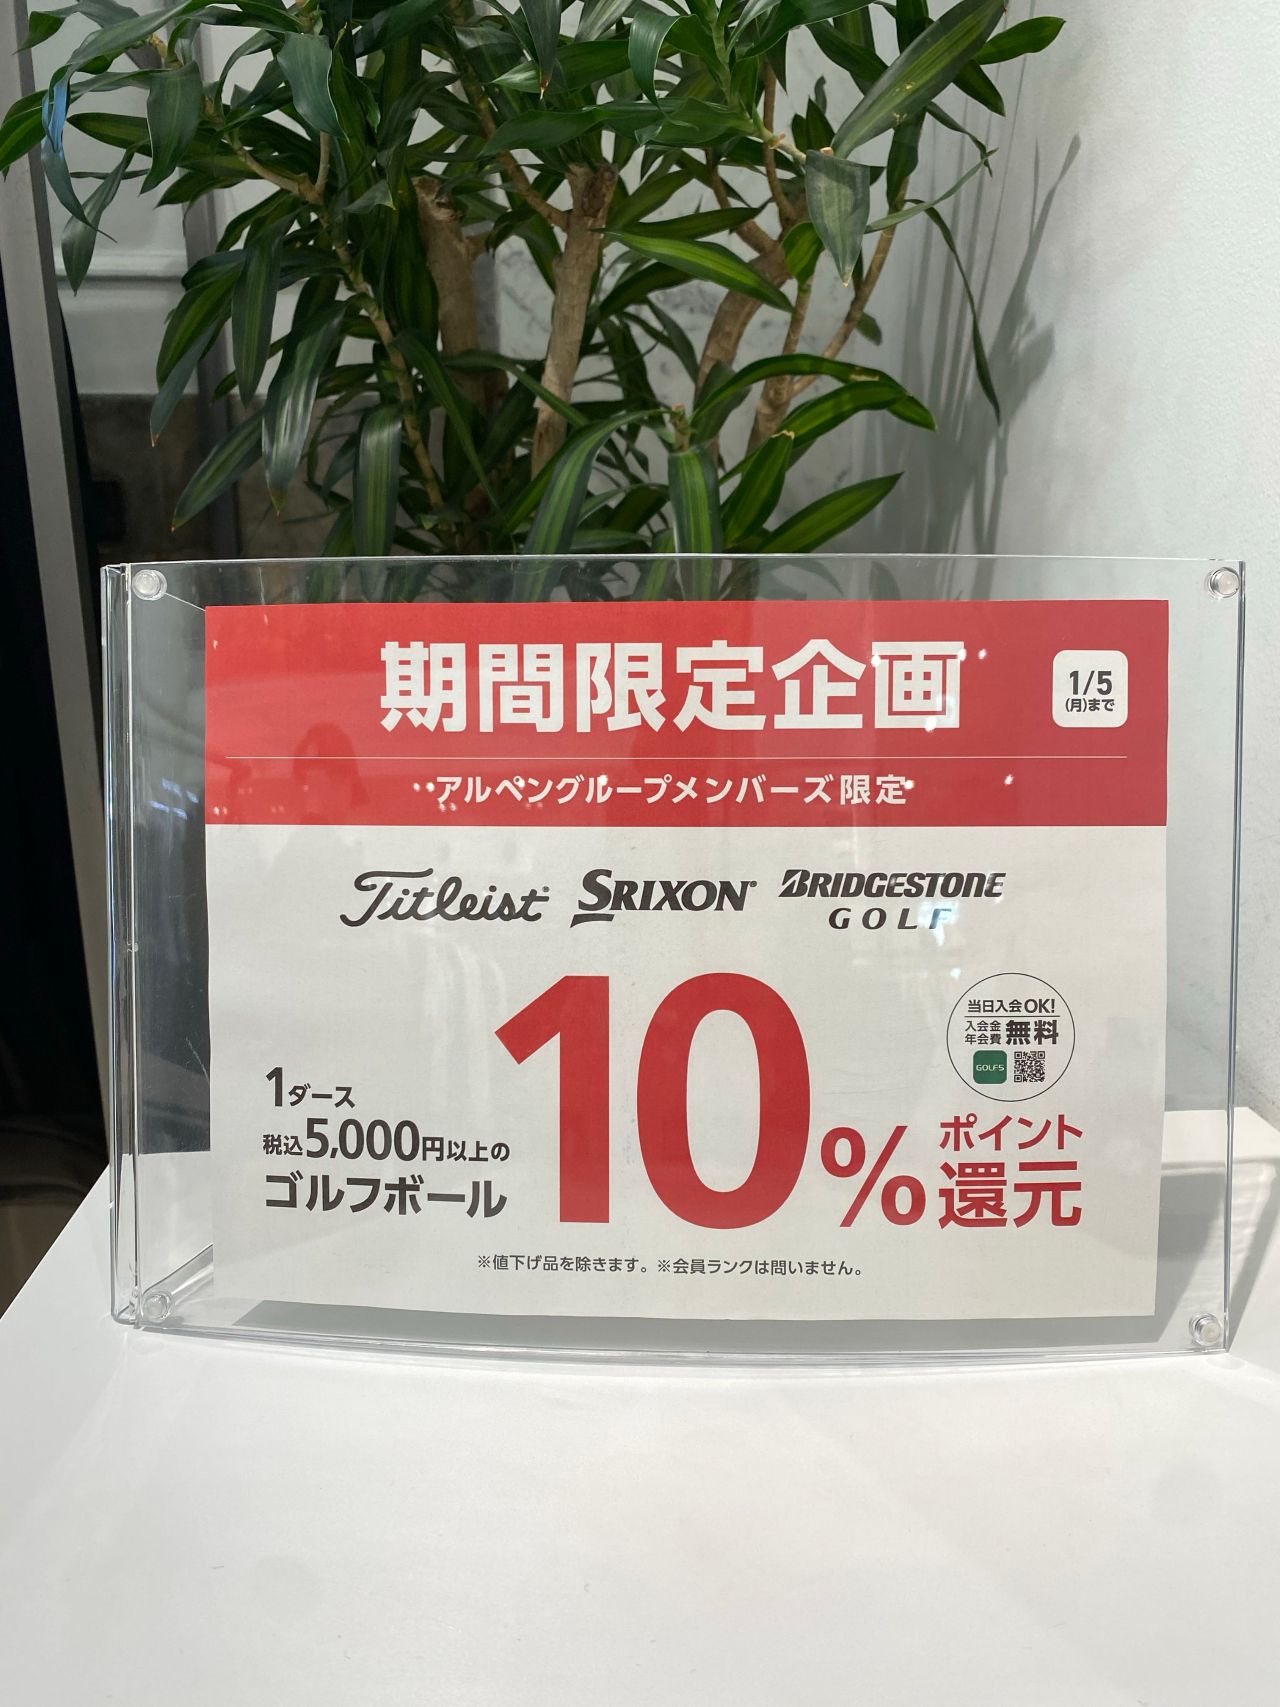 期間限定企画
1/5
(月)まで
アルペングループメンバーズ限定
Titleist
SRIXON
BRIDGESTONE
GOLF
当日入会OK!
入会金
年会費
無料
GOLF5
1ダース
税込5,000円以上の
ゴルフボール
10%
ポイント
還元
※値下げ品を除きます。※会員ランクは問いません。